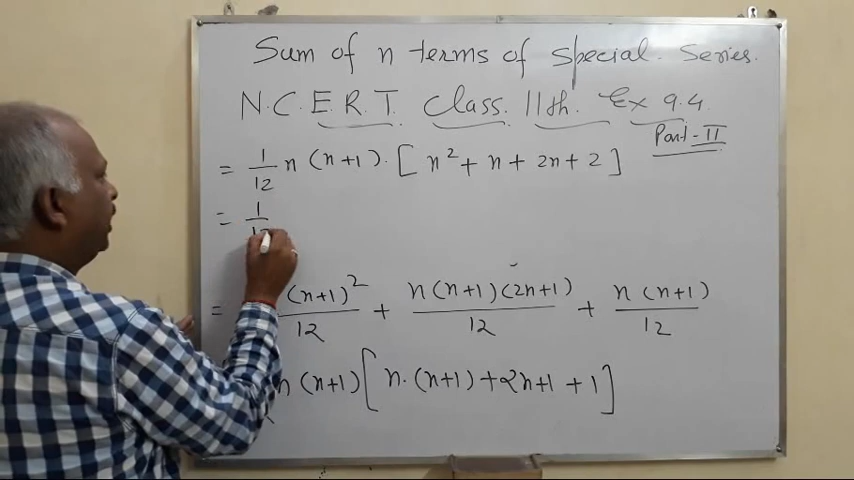 Sum of n terms of special. Series.
N.C.E.R.T. Class. 11th. Ex 9.4.
Part-II
= 1/12 n (n+1). [n² + n + 2n + 2]
= 1/1
= (n+1)²/12 + n(n+1)(2n+1)/12 + n(n+1)/12
n (n+1) [n. (n+1) + 2n+1 + 1]